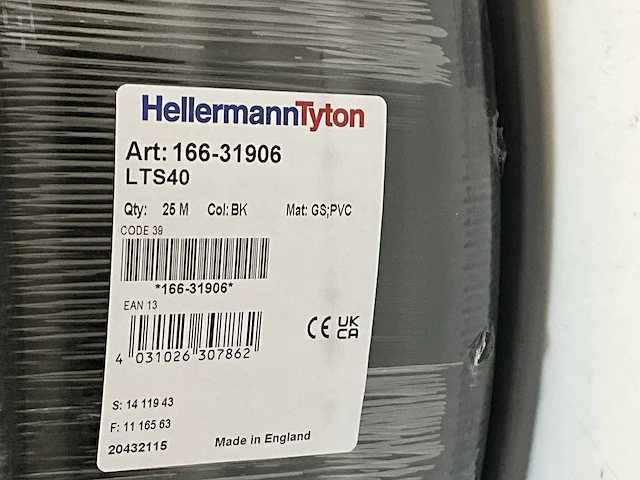 HellermannTyton
Art: 166-31906
LTS40
Qty: 25 M Col: BK Mat: GS;PVC
CODE 39
*166-31906*
EAN 13
4 031026 307862
CE UK CA
S: 14 119 43
F: 11 165 63
20432115 Made in England